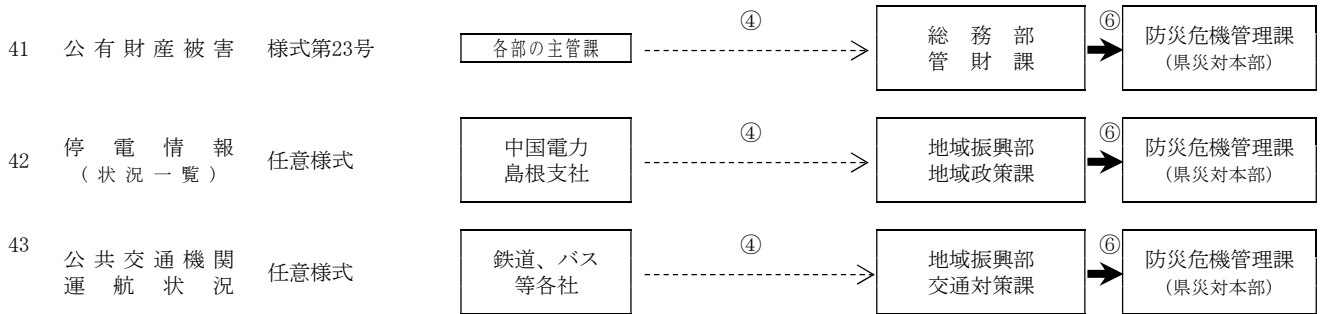 ④
⑥
41 公有財産被害 様式第23号 各部の主管課 総務部 防災危機管理課
管財課 (県災対本部)
④
⑥
42 停電情報 任意様式 中国電力 地域振興部 防災危機管理課
(状況一覧) 島根支社 地域政策課 (県災対本部)
④
⑥
43 公共交通機関 任意様式 鉄道、バス 地域振興部 防災危機管理課
運航状況 等各社 交通対策課 (県災対本部)